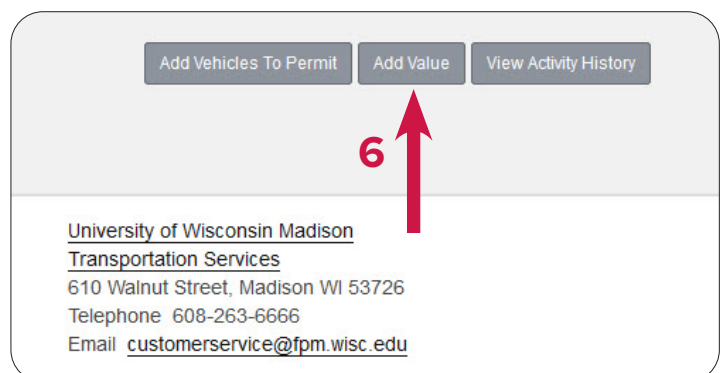 Add Vehicles To Permit Add Value View Activity History
6
University of Wisconsin Madison
Transportation Services
610 Walnut Street, Madison WI 53726
Telephone 608-263-6666
Email customerservice@fpm.wisc.edu